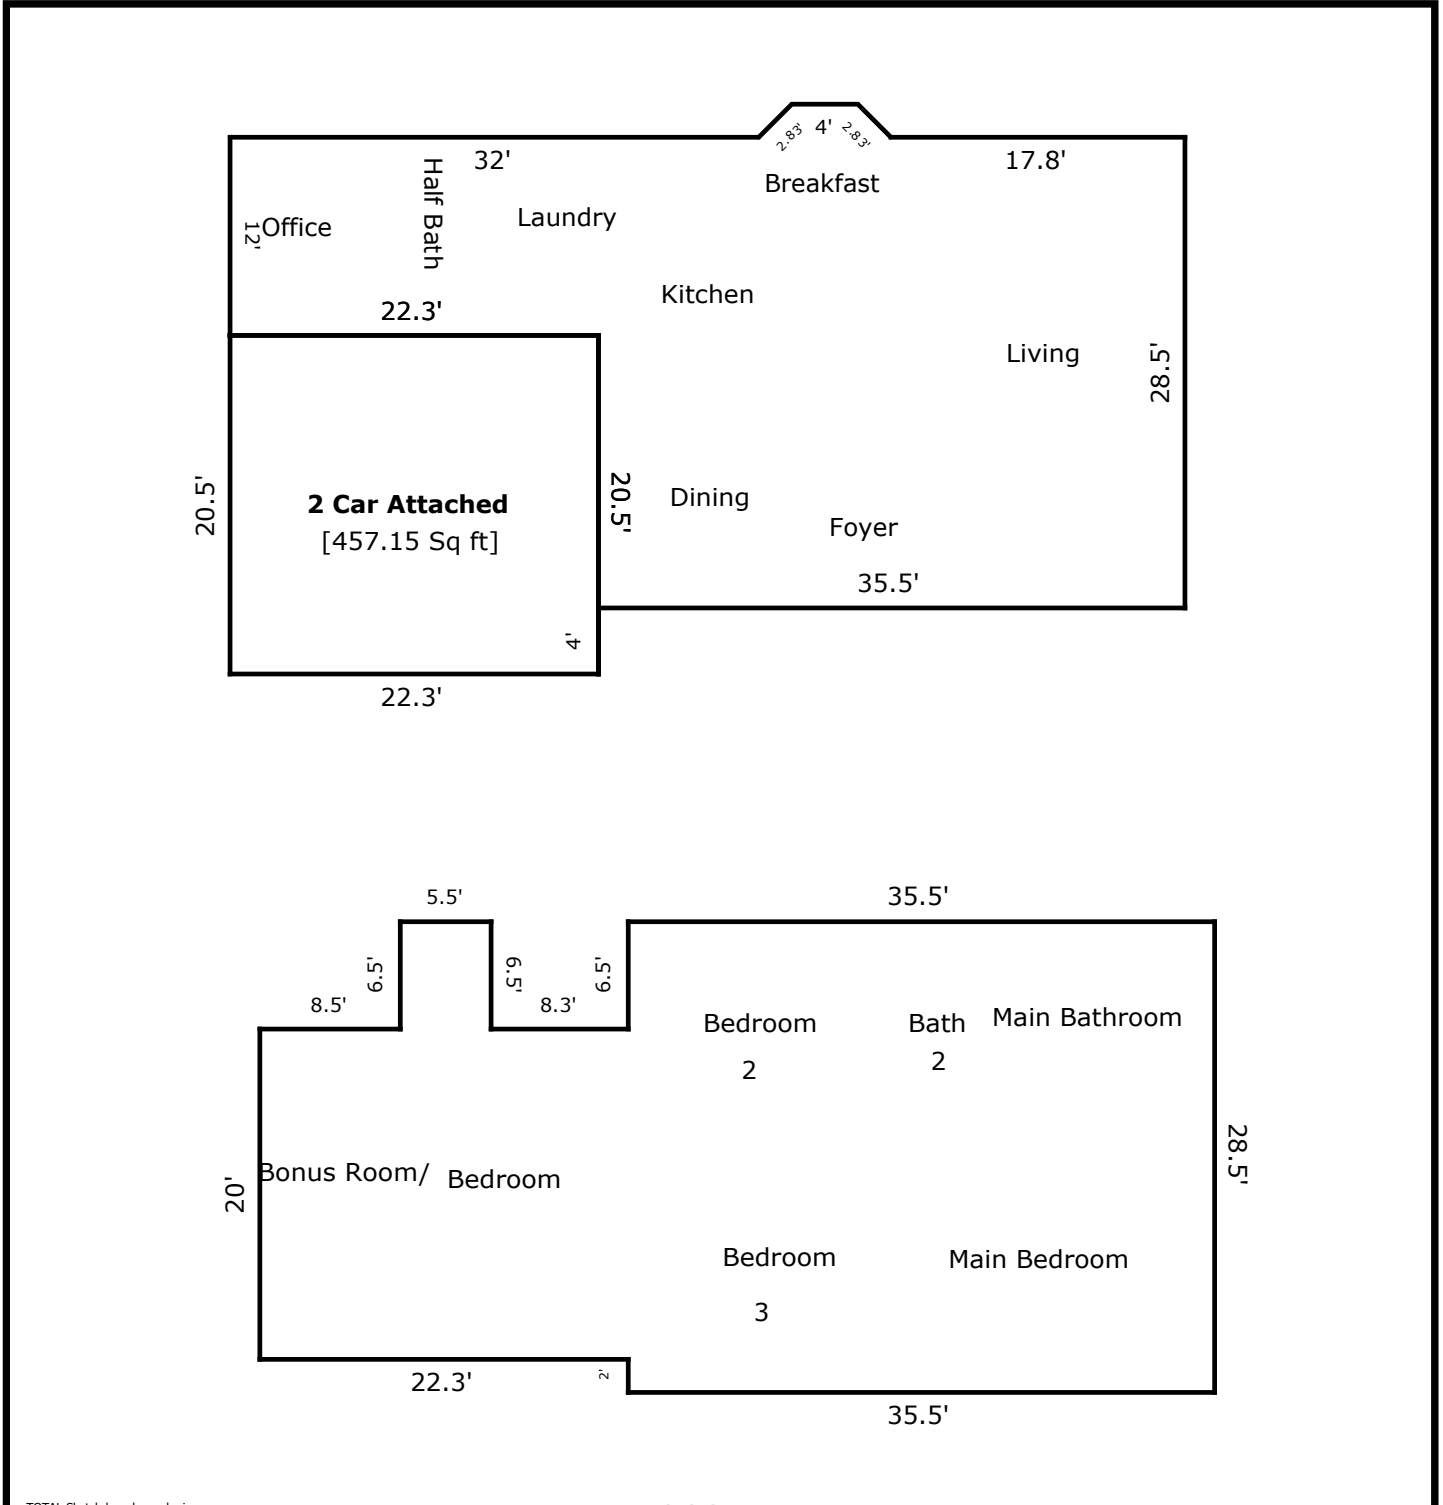 2.83'
4'
2.83'
32'
17.8'
Half Bath
Breakfast
12'
Office
Laundry
22.3'
Kitchen
Living
28.5'
20.5'
2 Car Attached
[457.15 Sq ft]
20.5'
Dining
Foyer
35.5'
4'
22.3'
5.5'
35.5'
6.5'
6.5'
6.5'
8.5'
8.3'
Bedroom
2
Bath
2
Main Bathroom
28.5'
20'
Bonus Room/
Bedroom
Bedroom
3
Main Bedroom
22.3'
2'
35.5'